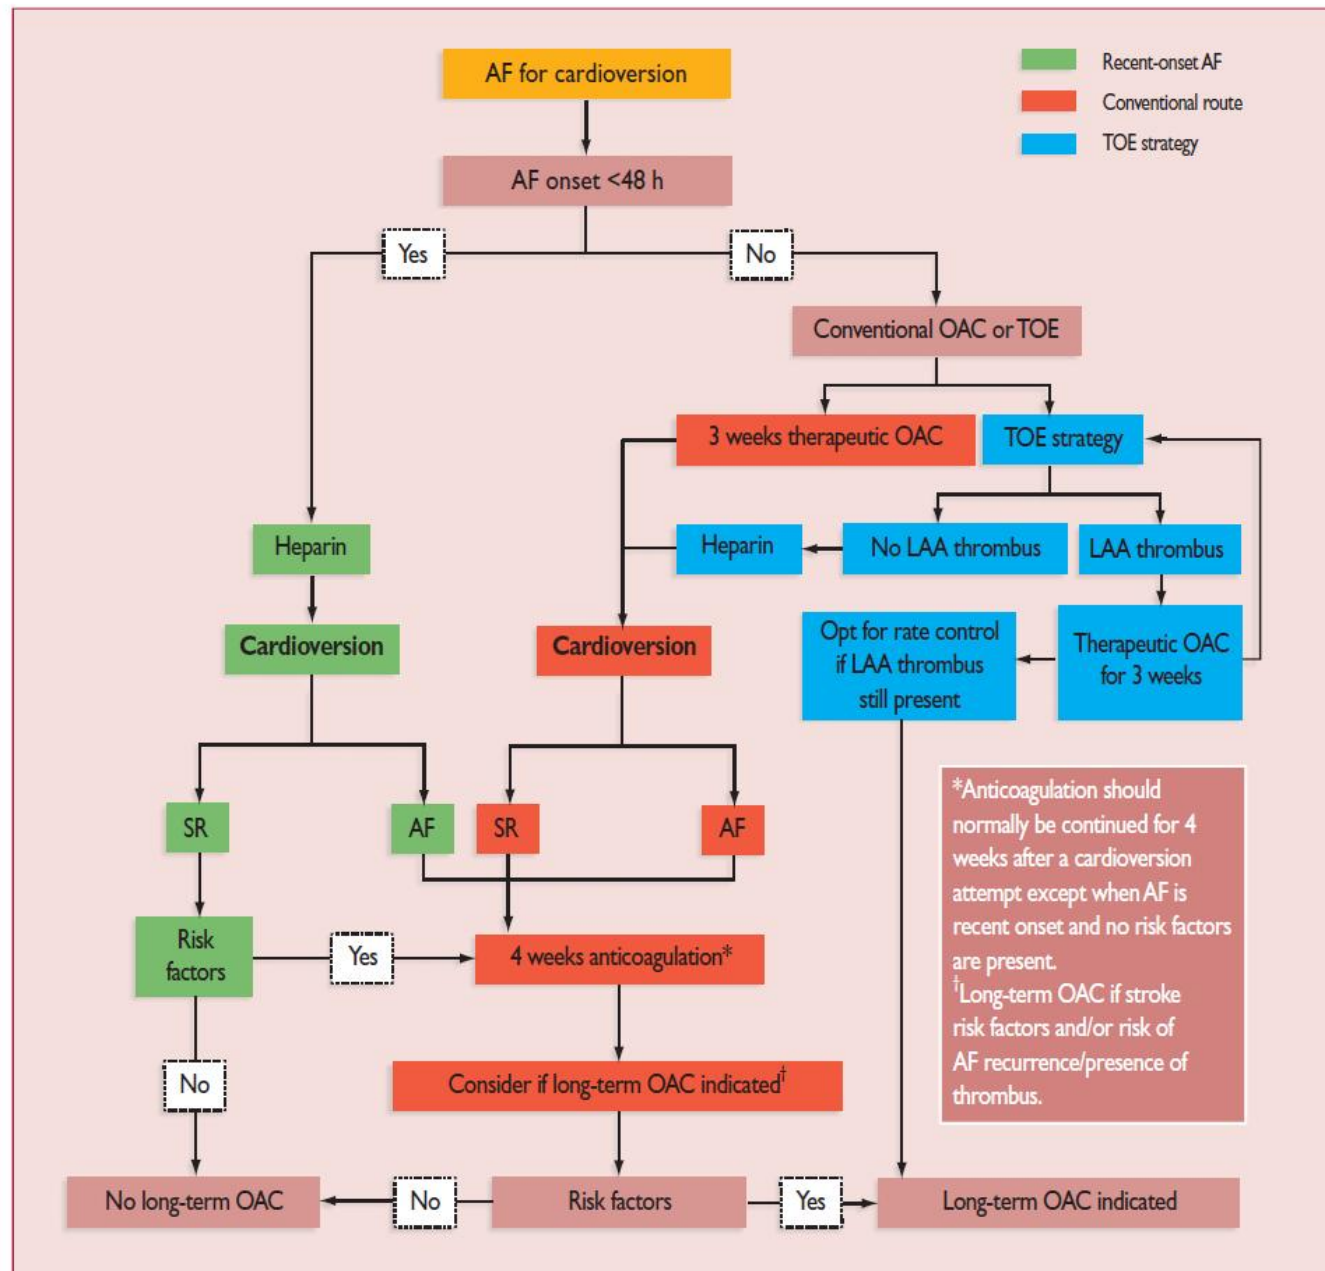 AF for cardioversion
Recent-onset AF
Conventional route
TOE strategy
AF onset <48 h
Yes
No
Conventional OAC or TOE
3 weeks therapeutic OAC
TOE strategy
Heparin
Heparin
No LAA thrombus
LAA thrombus
Cardioversion
Cardioversion
Opt for rate control
if LAA thrombus
still present
Therapeutic OAC
for 3 weeks
SR
AF
SR
AF
*Anticoagulation should
normally be continued for 4
weeks after a cardioversion
attempt except when AF is
recent onset and no risk factors
are present.
†Long-term OAC if stroke
risk factors and/or risk of
AF recurrence/presence of
thrombus.
Risk
factors
Yes
4 weeks anticoagulation*
No
Consider if long-term OAC indicated†
No long-term OAC
No
Risk factors
Yes
Long-term OAC indicated